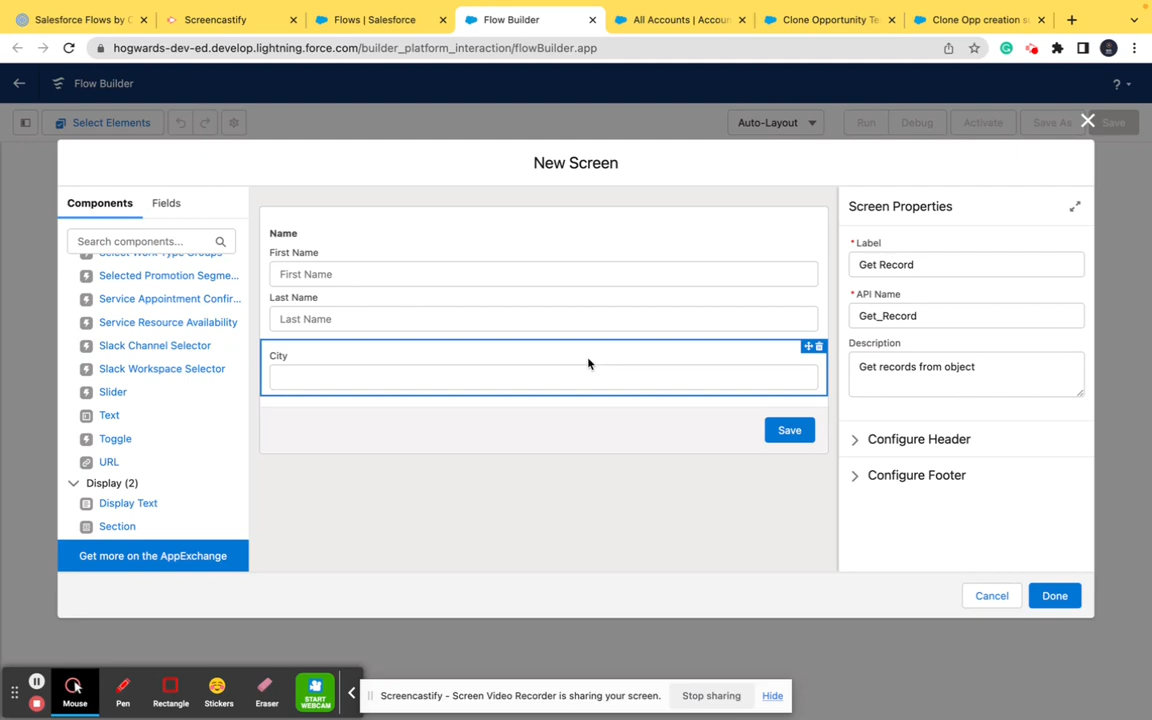 Salesforce Flows by C
Screencastify
Flows | Salesforce
Flow Builder
All Accounts | Accoun
Clone Opportunity Te
Clone Opp creation s
hogwards-dev-ed.develop.lightning.force.com/builder_platform_interaction/flowBuilder.app
Flow Builder
?
Select Elements
Auto-Layout
Run
Debug
Activate
Save As
Save
New Screen
Components
Fields
Search components...
Select Work Type Groups
Selected Promotion Segme...
Service Appointment Confir...
Service Resource Availability
Slack Channel Selector
Slack Workspace Selector
Slider
Text
Toggle
URL
Display (2)
Display Text
Section
Get more on the AppExchange
Name
First Name
First Name
Last Name
Last Name
City
Save
Screen Properties
* Label
Get Record
* API Name
Get_Record
Description
Get records from object
Configure Header
Configure Footer
Cancel
Done
Mouse
Pen
Rectangle
Stickers
Eraser
START
WEBCAM
Screencastify - Screen Video Recorder is sharing your screen.
Stop sharing
Hide